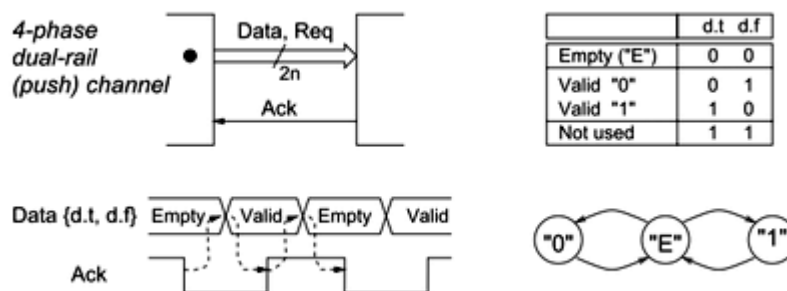 4-phase
dual-rail
(push) channel
Data, Req
2n
Ack
d.t d.f
Empty ("E") 0 0
Valid "0" 0 1
Valid "1" 1 0
Not used 1 1
Data {d.t, d.f} Empty Valid Empty Valid
Ack
"0" "E" "1"